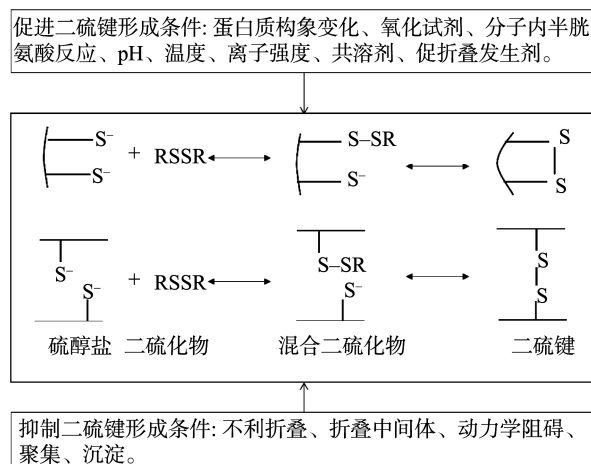 促进二硫键形成条件: 蛋白质构象变化、氧化试剂、分子内半胱
氨酸反应、pH、温度、离子强度、共溶剂、促折叠发生剂。
S⁻ S–SR S
+ RSSR
S⁻ S⁻ S
S⁻ S–SR S
+ RSSR
S⁻ S⁻ S
硫醇盐 二硫化物 混合二硫化物 二硫键
抑制二硫键形成条件: 不利折叠、折叠中间体、动力学阻碍、
聚集、沉淀。